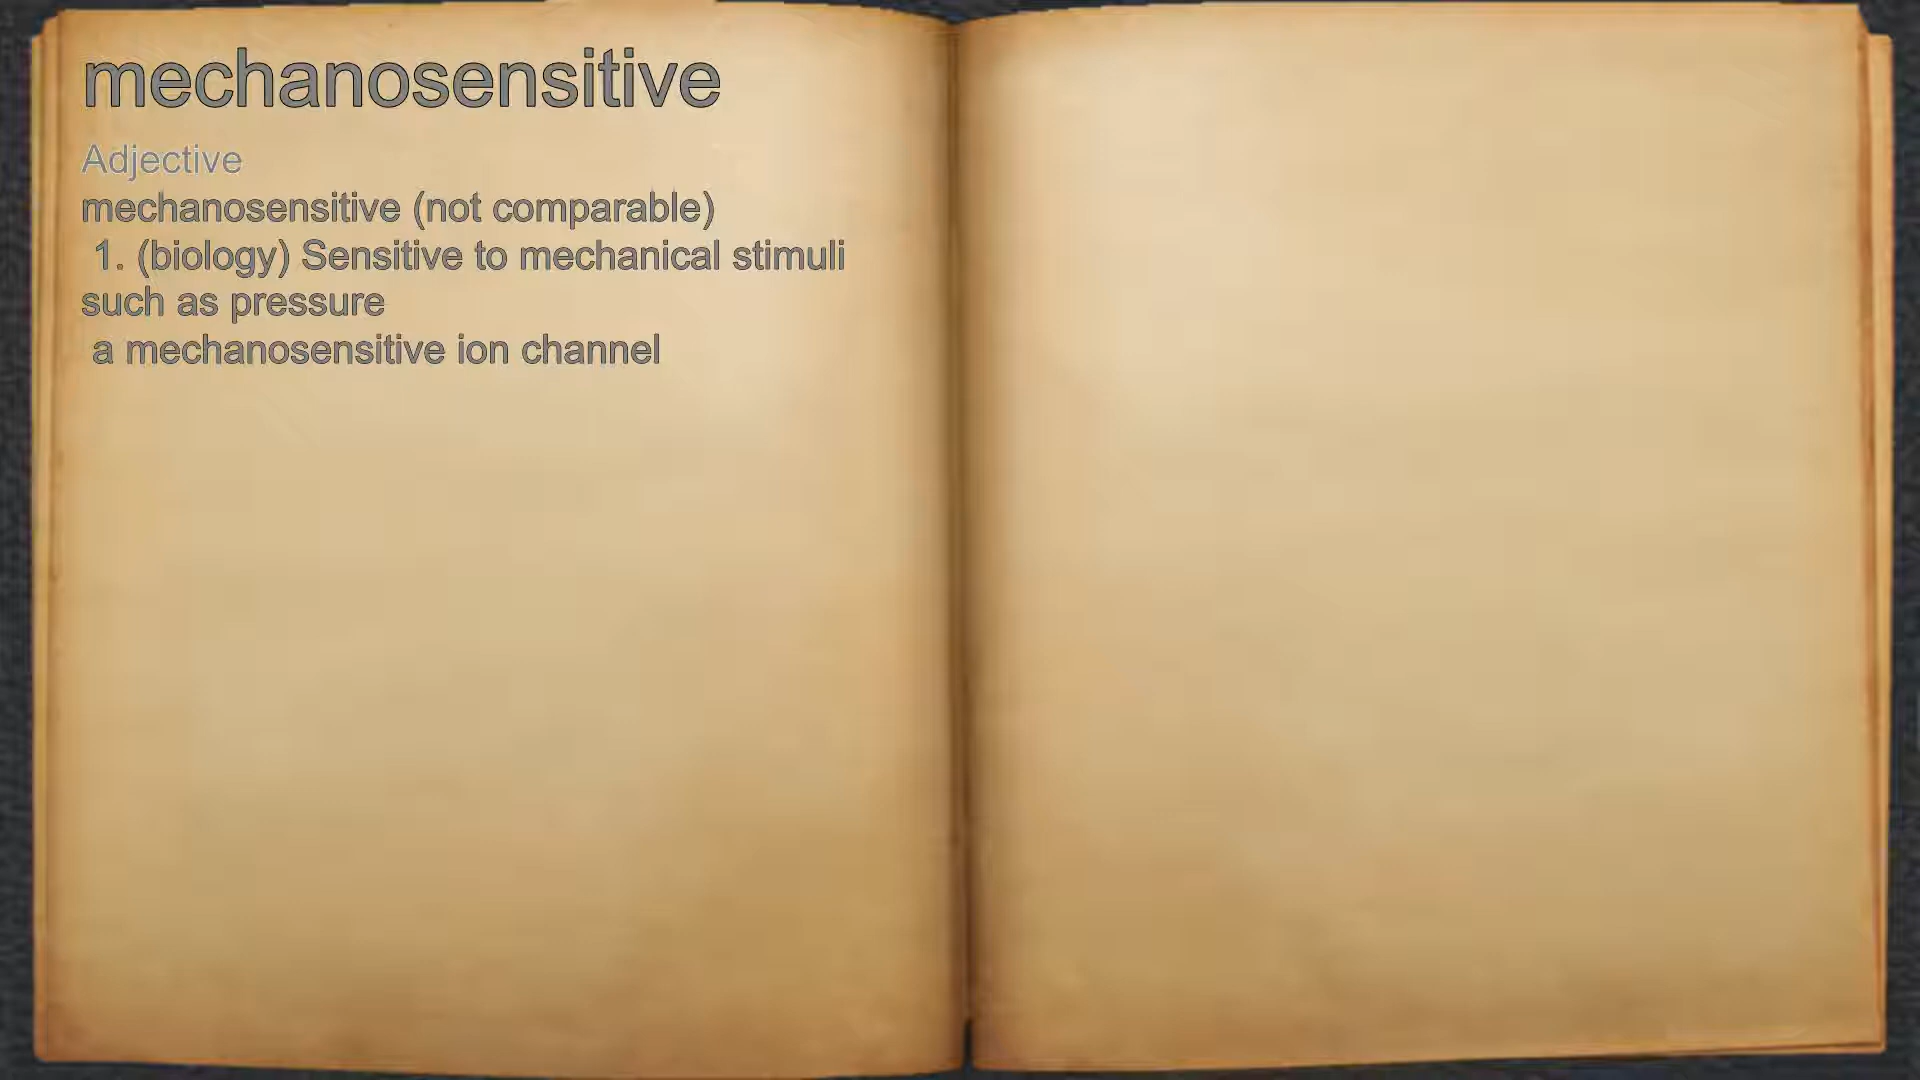 mechanosensitive
Adjective
mechanosensitive (not comparable)
1. (biology) Sensitive to mechanical stimuli
such as pressure
a mechanosensitive ion channel